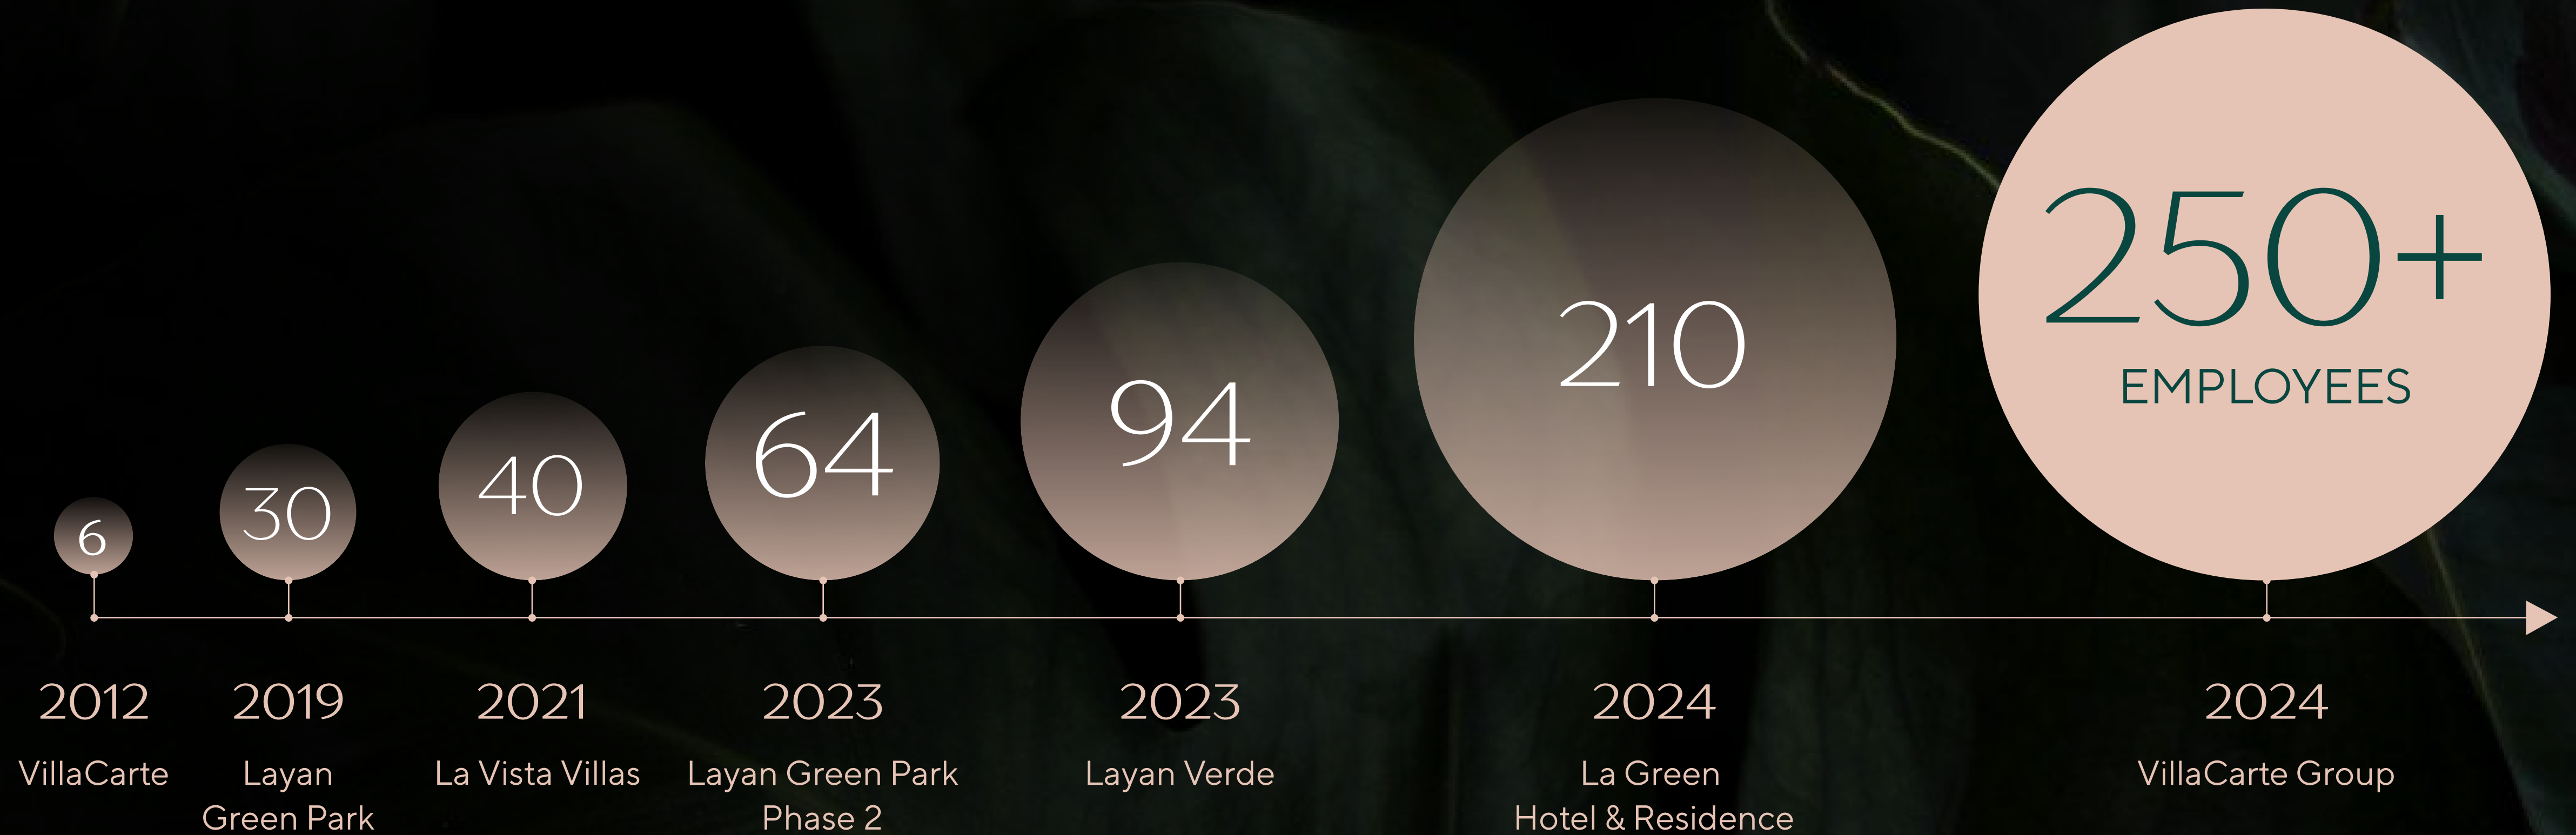 6
30
40
64
94
210
250+
EMPLOYEES
2012
2019
2021
2023
2023
2024
2024
VillaCarte
Layan
Green Park
La Vista Villas
Layan Green Park
Phase 2
Layan Verde
La Green
Hotel & Residence
VillaCarte Group